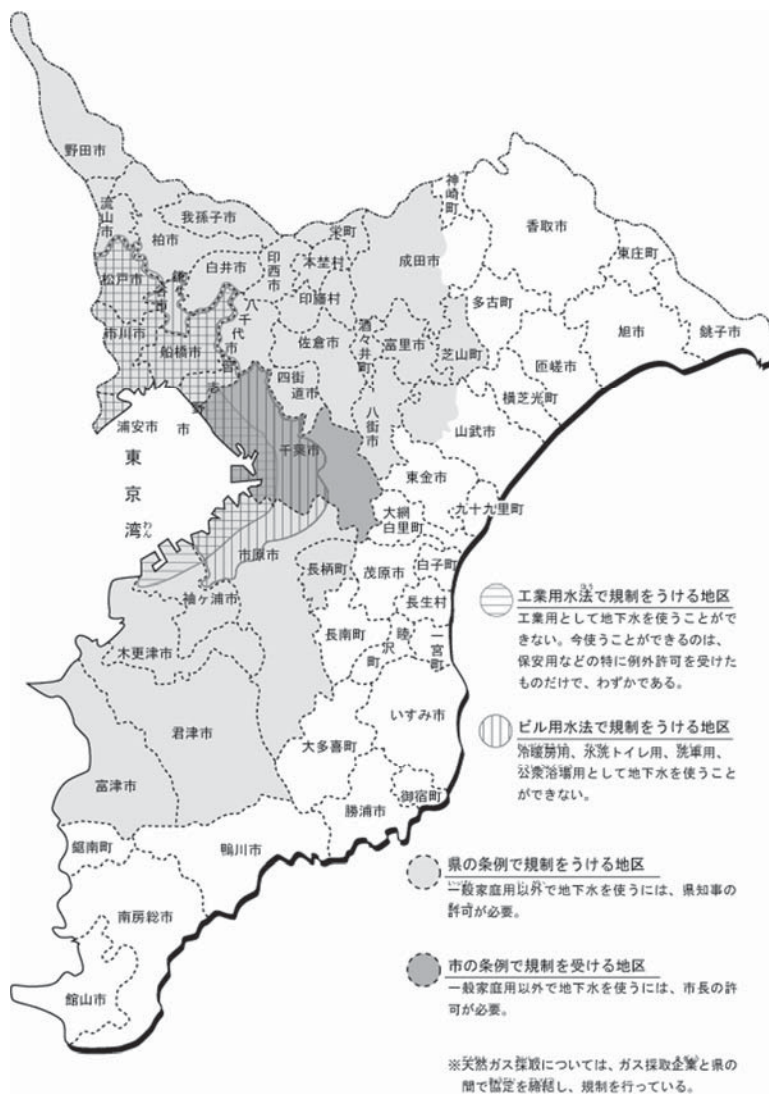 野田市
流山市
我孫子市
柏市
栄町
神崎町
香取市
東庄町
松戸市
鎌ケ谷市
白井市
印西市
本埜村
成田市
印旛村
多古町
市川市
船橋市
八千代市
佐倉市
酒々井町
富里市
芝山町
旭市
銚子市
匝瑳市
習志野市
四街道市
八街市
横芝光町
浦安市
千葉市
山武市
東京湾
わん
東金市
大網白里町
九十九里町
市原市
長柄町
茂原市
白子町
袖ヶ浦市
長生村
長南町
睦沢町
一宮町
木更津市
いすみ市
君津市
大多喜町
富津市
御宿町
勝浦市
鋸南町
鴨川市
南房総市
館山市
工業用水法で規制をうける地区
工業用として地下水を使うことがで
きない。今使うことができるのは、
保安用などの特に例外許可を受けた
ものだけで、わずかである。
ビル用水法で規制をうける地区
冷暖房用、水洗トイレ用、洗車用、
公衆浴場用として地下水を使うこと
ができない。
県の条例で規制をうける地区
一般家庭用以外で地下水を使うには、県知事の
許可が必要。
市の条例で規制を受ける地区
一般家庭用以外で地下水を使うには、市長の許
可が必要。
※天然ガス採取については、ガス採取企業と県の
間で協定を締結し、規制を行っている。